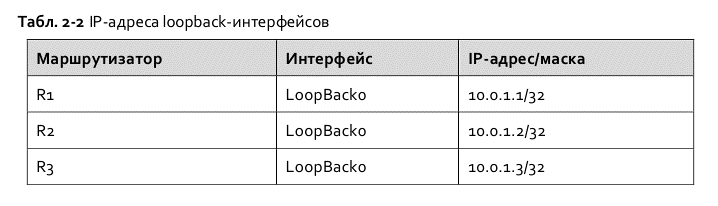 Табл. 2-2 IP-адреса loopback-интерфейсов
Маршрутизатор Интерфейс IP-адрес/маска
R1 LoopBack0 10.0.1.1/32
R2 LoopBack0 10.0.1.2/32
R3 LoopBack0 10.0.1.3/32